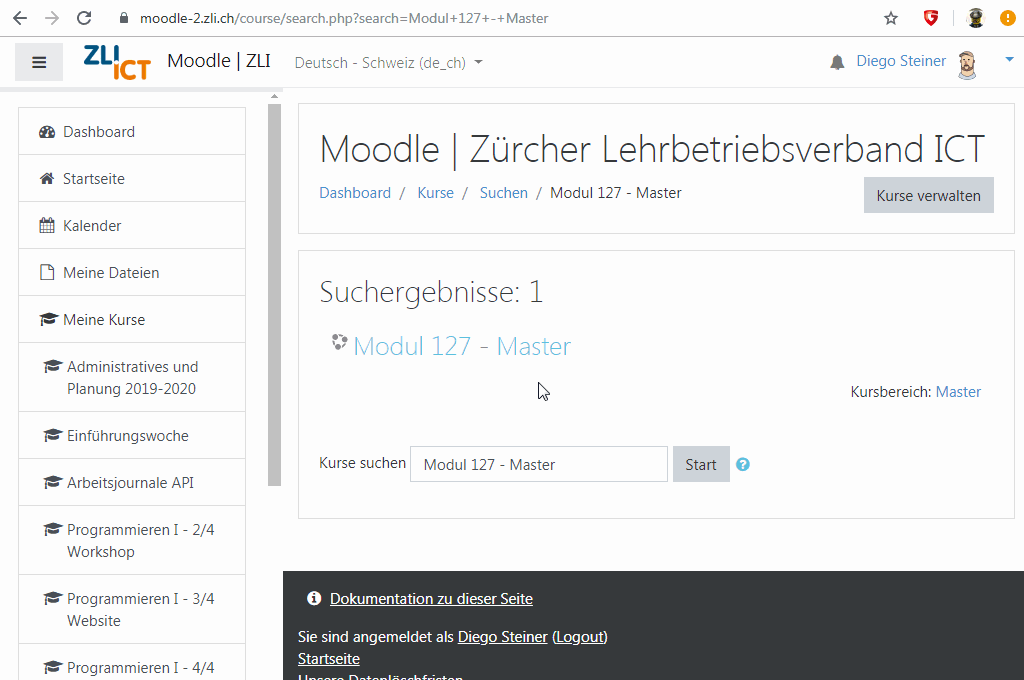 moodle-2.zli.ch/course/search.php?search=Modul+127+-+Master
ZLI
ICT
Moodle | ZLI
Deutsch - Schweiz (de_ch)
Diego Steiner
Dashboard
Startseite
Kalender
Meine Dateien
Meine Kurse
Administratives und
Planung 2019-2020
Einführungswoche
Arbeitsjournale API
Programmieren I - 2/4
Workshop
Programmieren I - 3/4
Website
Programmieren I - 4/4
Moodle | Zürcher Lehrbetriebsverband ICT
Dashboard / Kurse / Suchen / Modul 127 - Master
Kurse verwalten
Suchergebnisse: 1
Modul 127 - Master
Kursbereich: Master
Kurse suchen
Modul 127 - Master
Start
Dokumentation zu dieser Seite
Sie sind angemeldet als Diego Steiner (Logout)
Startseite
Unsere Datenlöschfristen